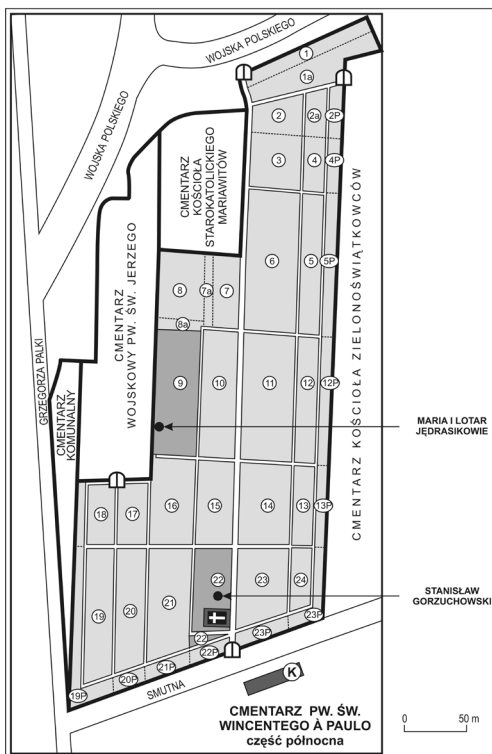 WOJSKA POLSKIEGO
1
1a
WOJSKA POLSKIEGO
2
2a
2P
3
4
4P
CMENTARZ
KOŚCIOŁA
STAROKATOLICKIEGO
MARIAWITÓW
CMENTARZ KOŚCIOŁA ZIELONOŚWIĄTKOWCÓW
6
5
5P
8
7a
7
8a
CMENTARZ
WOJSKOWY PW. ŚW. JERZEGO
GRZEGORZA PALKI
CMENTARZ
KOMUNALNY
9
10
11
12
12P
MARIA I LOTAR
JĘDRASIKOWIE
18
17
16
15
14
13
13P
19
20
21
22
23
24
STANISŁAW
GORZUCHOWSKI
22
23P
23P
22P
21P
20P
19P
SMUTNA
K
CMENTARZ PW. ŚW.
WINCENTEGO À PAULO
część północna
0
50 m